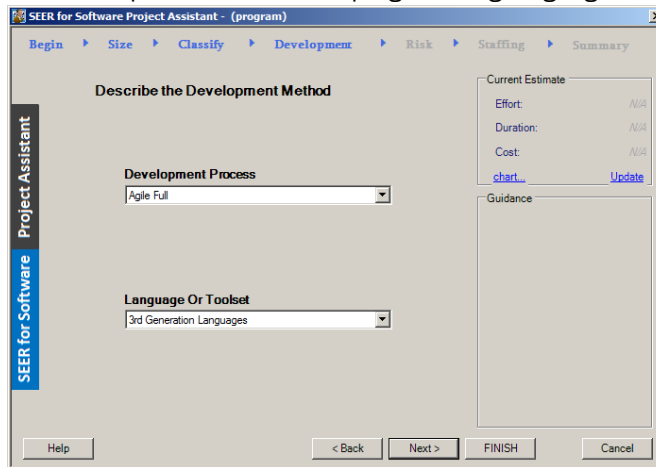 SEER for Software Project Assistant - (program)
Begin Size Classify Development Risk Staffing Summary
Describe the Development Method
Development Process
Agile Full
Language Or Toolset
3rd Generation Languages
Current Estimate
Effort: N/A
Duration: N/A
Cost: N/A
chart... Update
Guidance
SEER for Software Project Assistant
Help < Back Next > FINISH Cancel